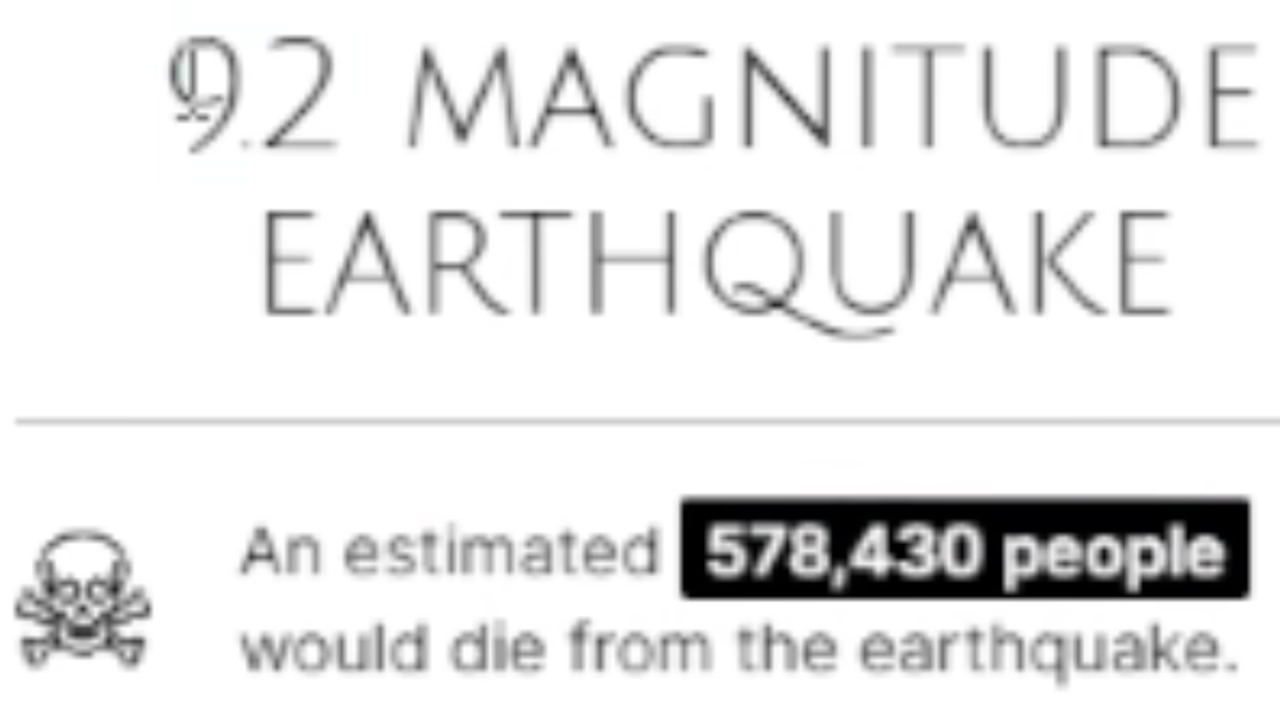 9.2 MAGNITUDE
EARTHQUAKE
An estimated 578,430 people
would die from the earthquake.